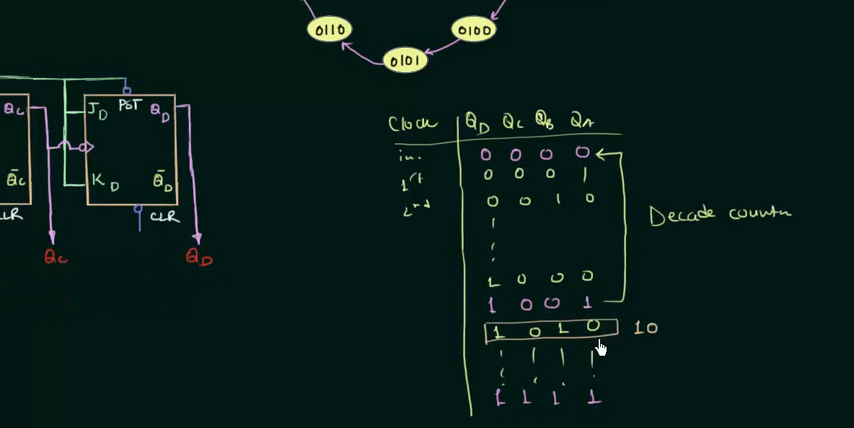 0110
0100
0101
QC
JD PST QD
Q̄C
KD Q̄D
CLR CLR
QC QD
Clock QD QC QB QA
in. 0 0 0 0
1st 0 0 0 1
2nd 0 0 1 0
Decade counter
1 0 0 0
1 0 0 1
1 0 1 0 10
1 1 1 1